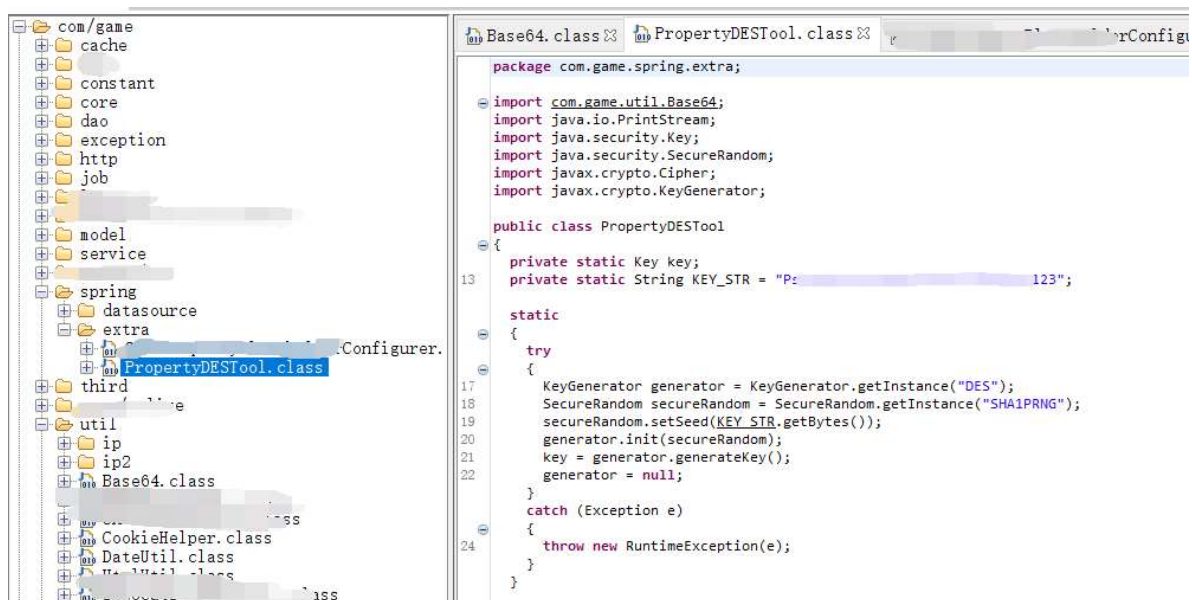 com/game
cache
constant
core
dao
exception
http
job
model
service
spring
datasource
extra
Configurer.
PropertyDESTool.class
third
util
ip
ip2
Base64.class
CookieHelper.class
DateUtil.class
Base64.class PropertyDESTool.class
package com.game.spring.extra;
import com.game.util.Base64;
import java.io.PrintStream;
import java.security.Key;
import java.security.SecureRandom;
import javax.crypto.Cipher;
import javax.crypto.KeyGenerator;
public class PropertyDESTool
{
private static Key key;
13 private static String KEY_STR = "Ps 123";
static
{
try
{
17 KeyGenerator generator = KeyGenerator.getInstance("DES");
18 SecureRandom secureRandom = SecureRandom.getInstance("SHA1PRNG");
19 secureRandom.setSeed(KEY_STR.getBytes());
20 generator.init(secureRandom);
21 key = generator.generateKey();
22 generator = null;
}
catch (Exception e)
{
24 throw new RuntimeException(e);
}
}